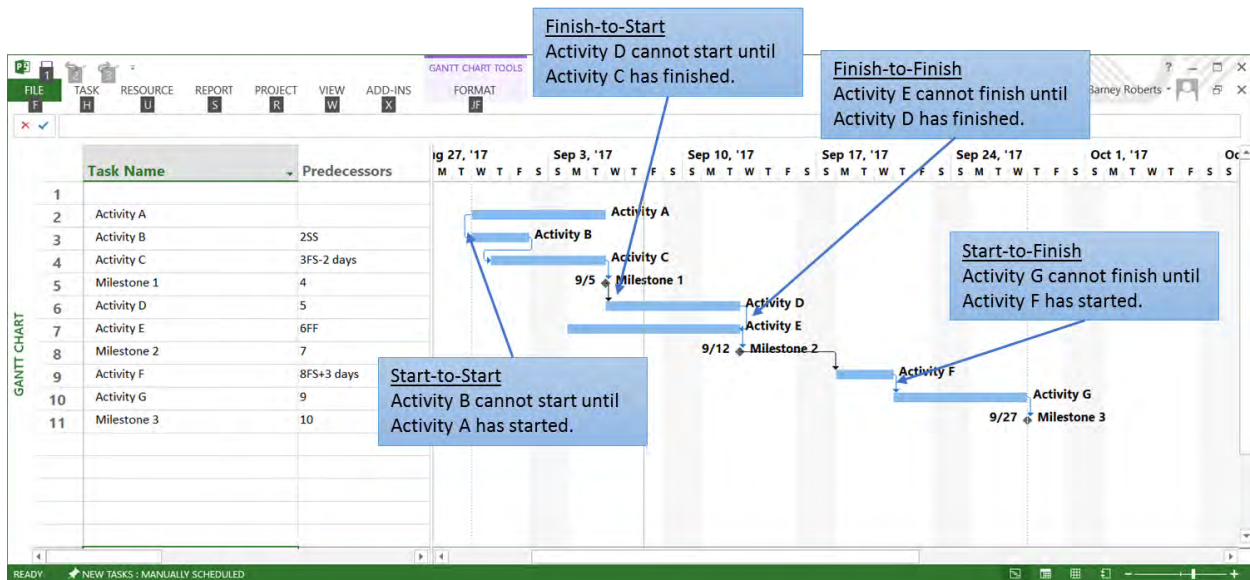 Finish-to-Start
Activity D cannot start until
Activity C has finished.
Finish-to-Finish
Activity E cannot finish until
Activity D has finished.
1 2 3
GANTT CHART TOOLS
? 
FILE TASK RESOURCE REPORT PROJECT VIEW ADD-INS FORMAT
Barney Roberts
F H U S R W X JF
ug 27, '17 Sep 3, '17 Sep 10, '17 Sep 17, '17 Sep 24, '17 Oct 1, '17 Oc
Task Name Predecessors
M T W T F S S M T W T F S S M T W T F S S M T W T F S S M T W T F S S M T W T F S S
1
2 Activity A Activity A
3 Activity B 2SS Activity B
4 Activity C 3FS-2 days Activity C
5 Milestone 1 4 9/5 Milestone 1
6 Activity D 5 Activity D
7 Activity E 6FF Activity E
8 Milestone 2 7 9/12 Milestone 2
9 Activity F 8FS+3 days Activity F
10 Activity G 9 Activity G
11 Milestone 3 10 9/27 Milestone 3
Start-to-Finish
Activity G cannot finish until
Activity F has started.
Start-to-Start
Activity B cannot start until
Activity A has started.
GANTT CHART
READY NEW TASKS : MANUALLY SCHEDULED